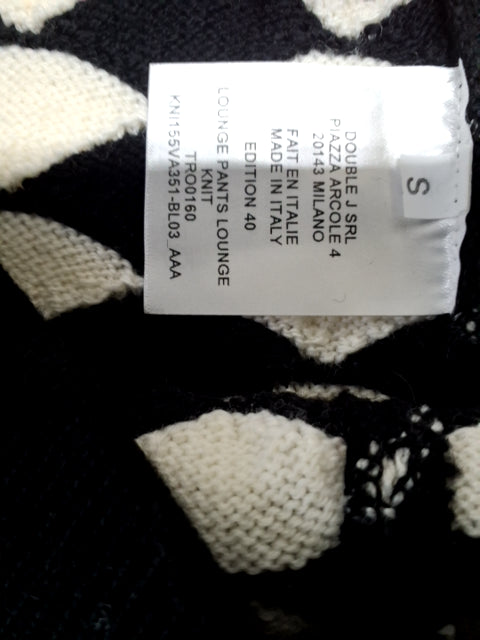 S
DOUBLE J SRL
PIAZZA ARCOLE 4
20143 MILANO
FAIT EN ITALIE
MADE IN ITALY
EDITION 40
LOUNGE PANTS LOUNGE
KNIT
TRO0160
KNI155VA351-BL03_AAA